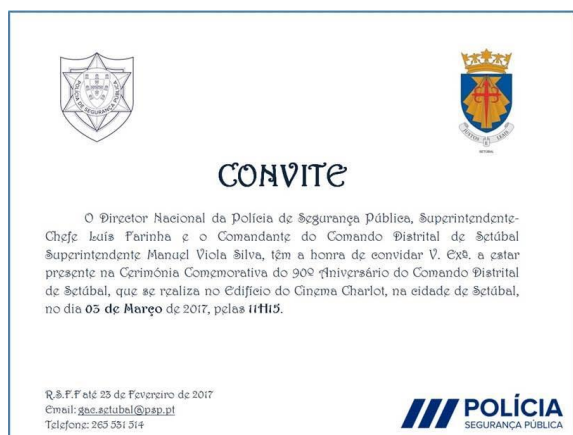 POLÍCIA DE SEGURANÇA PÚBLICA
SETÚBAL
CONVITE
O Director Nacional da Polícia de Segurança Pública, Superintendente-
Chefe Luís Farinha e o Comandante do Comando Distrital de Setúbal
Superintendente Manuel Viola Silva, têm a honra de convidar V. Exª. a estar
presente na Cerimónia Comemorativa do 90º Aniversário do Comando Distrital
de Setúbal, que se realiza no Edifício do Cinema Charlot, na cidade de Setúbal,
no dia 03 de Março de 2017, pelas 11H15.
R.S.F.F até 23 de Fevereiro de 2017
Email: gac.setubal@psp.pt
Telefone: 265 531 514
POLÍCIA
SEGURANÇA PÚBLICA